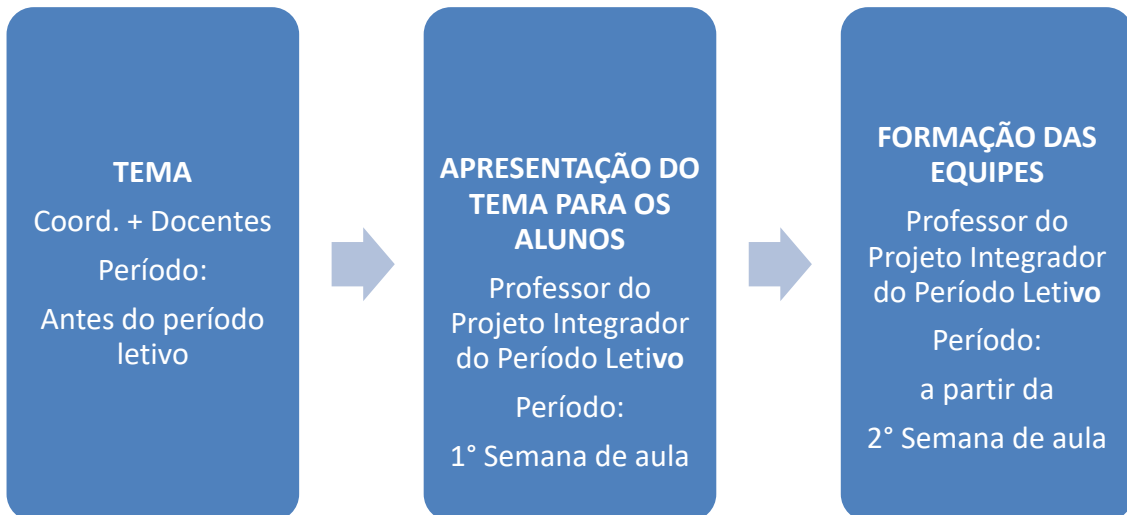 TEMA
Coord. + Docentes
Período:
Antes do período
letivo
APRESENTAÇÃO DO
TEMA PARA OS
ALUNOS
Professor do
Projeto Integrador
do Período Letivo
Período:
1° Semana de aula
FORMAÇÃO DAS
EQUIPES
Professor do
Projeto Integrador
do Período Letivo
Período:
a partir da
2° Semana de aula